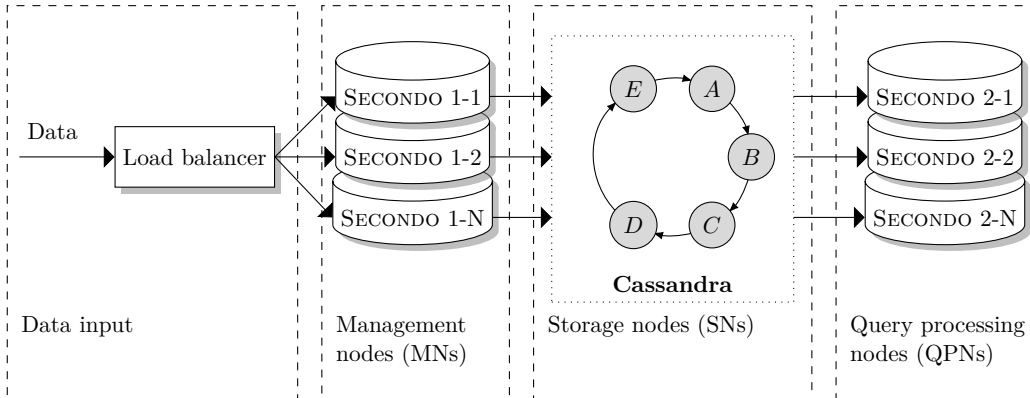 Data
Load balancer
SECONDO 1-1
SECONDO 1-2
SECONDO 1-N
E
A
B
C
D
Cassandra
SECONDO 2-1
SECONDO 2-2
SECONDO 2-N
Data input
Management
nodes (MNs)
Storage nodes (SNs)
Query processing
nodes (QPNs)